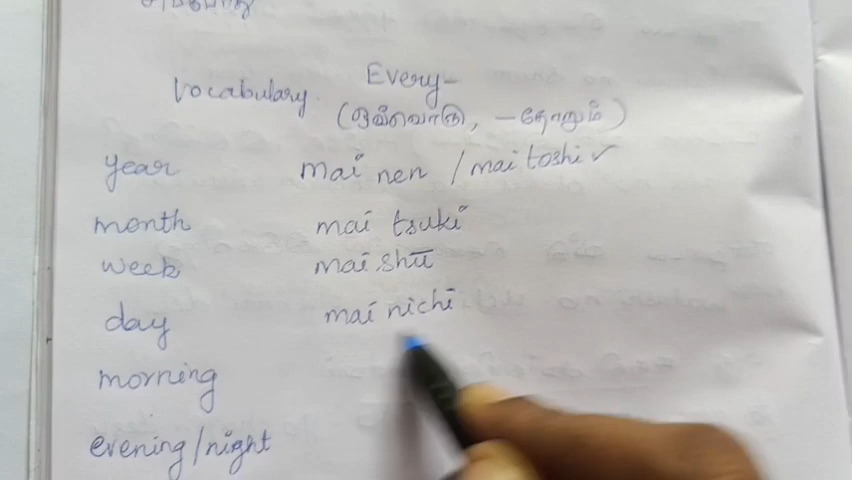 Vocabulary. Every-
(ஒவ்வொரு, -தோறும்)
year mai nen / mai toshi ✓
month mai tsuki
week mai shū
day mai nichi
morning
evening/night